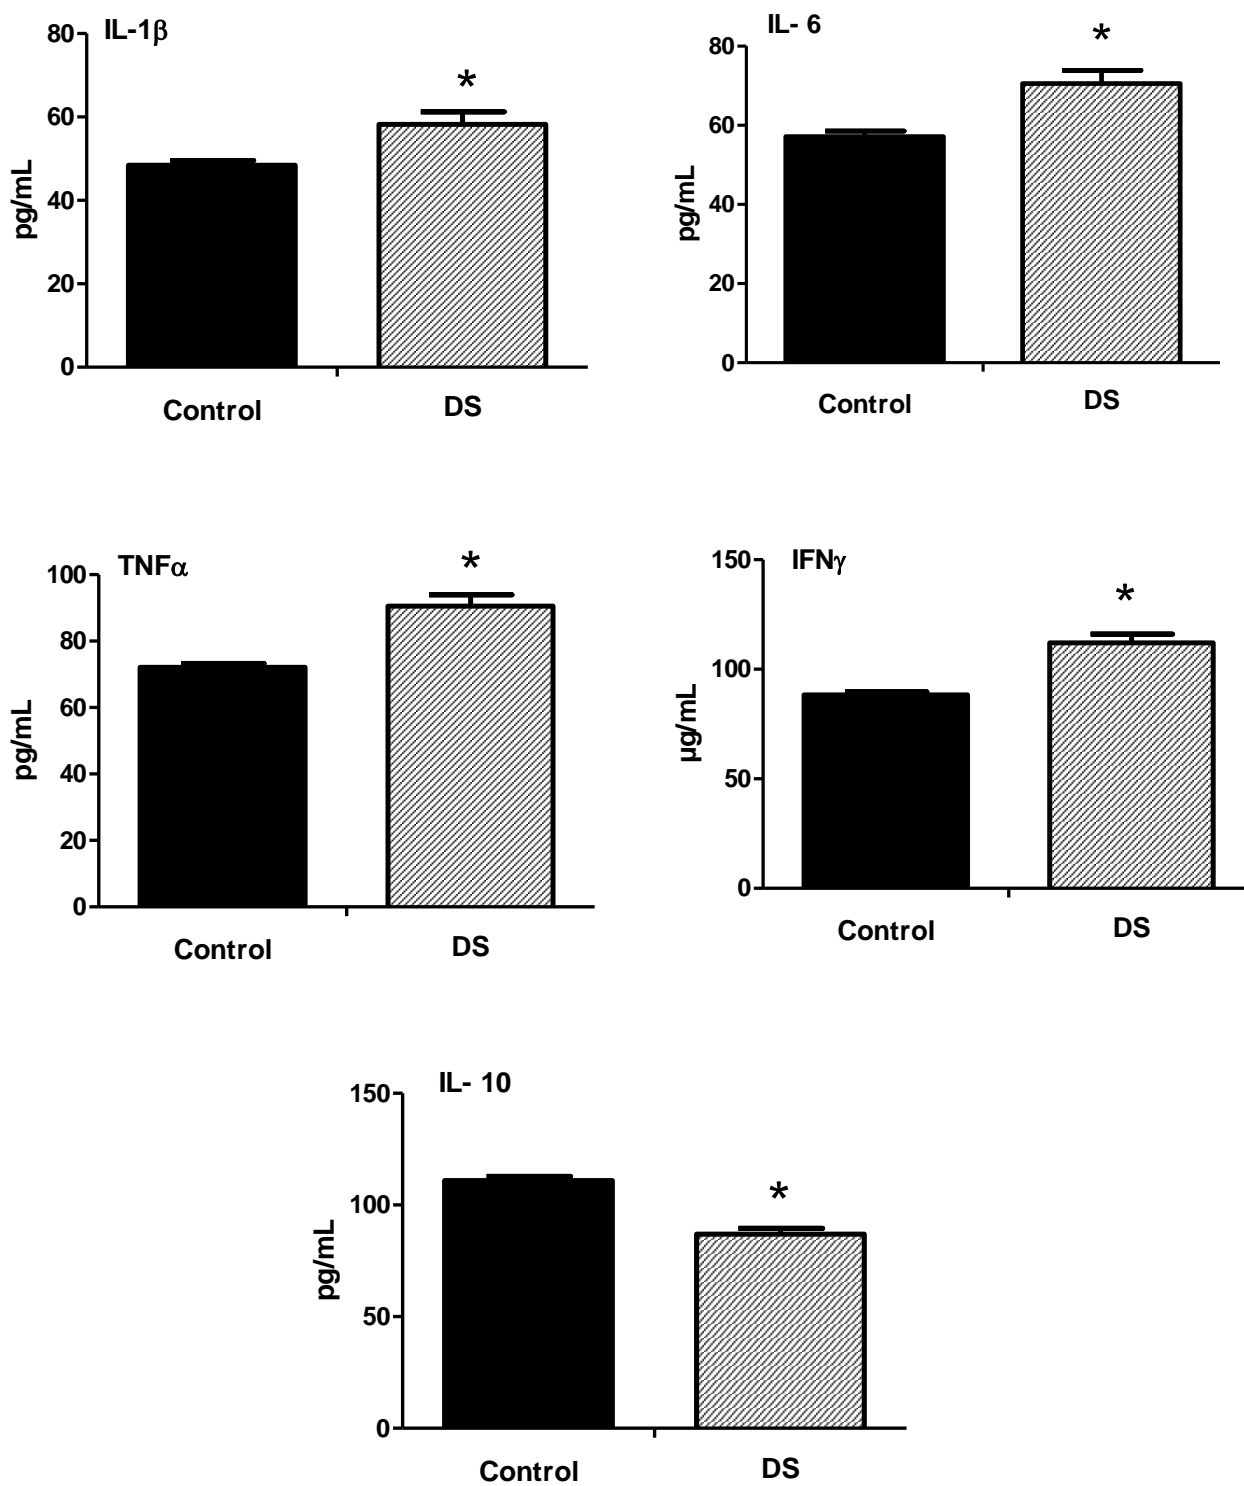 IL-1β
80
60
40
20
0
pg/mL
*
Control
DS
IL- 6
80
60
40
20
0
pg/mL
*
Control
DS
TNFα
100
80
60
40
20
0
pg/mL
*
Control
DS
IFNγ
150
100
50
0
µg/mL
*
Control
DS
IL- 10
150
100
50
0
pg/mL
*
Control
DS